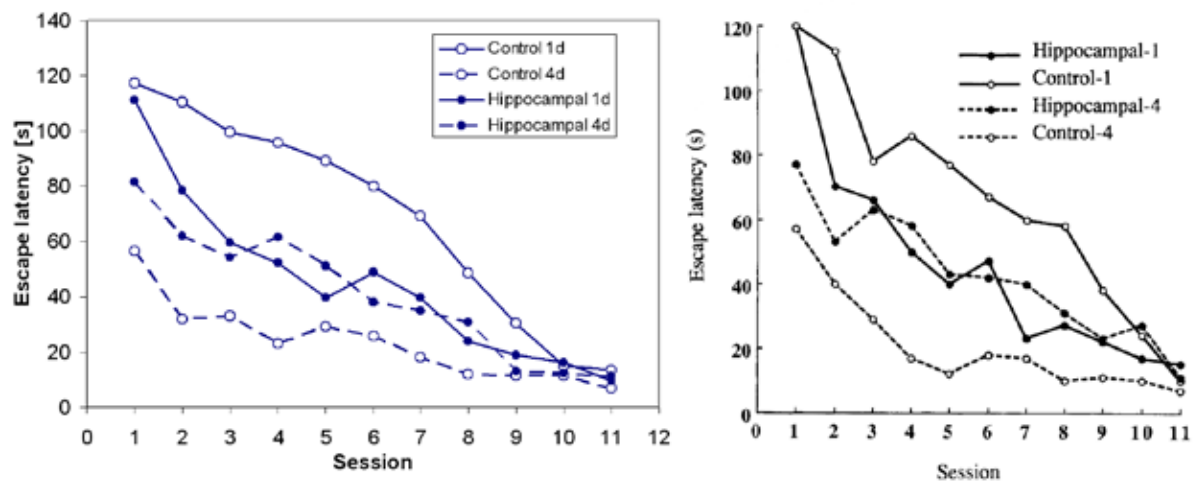 140
120
100
80
60
40
20
0
Escape latency [s]
0 1 2 3 4 5 6 7 8 9 10 11 12
Session
Control 1d
Control 4d
Hippocampal 1d
Hippocampal 4d
120
100
80
60
40
20
0
Escape latency (s)
0 1 2 3 4 5 6 7 8 9 10 11
Session
Hippocampal-1
Control-1
Hippocampal-4
Control-4